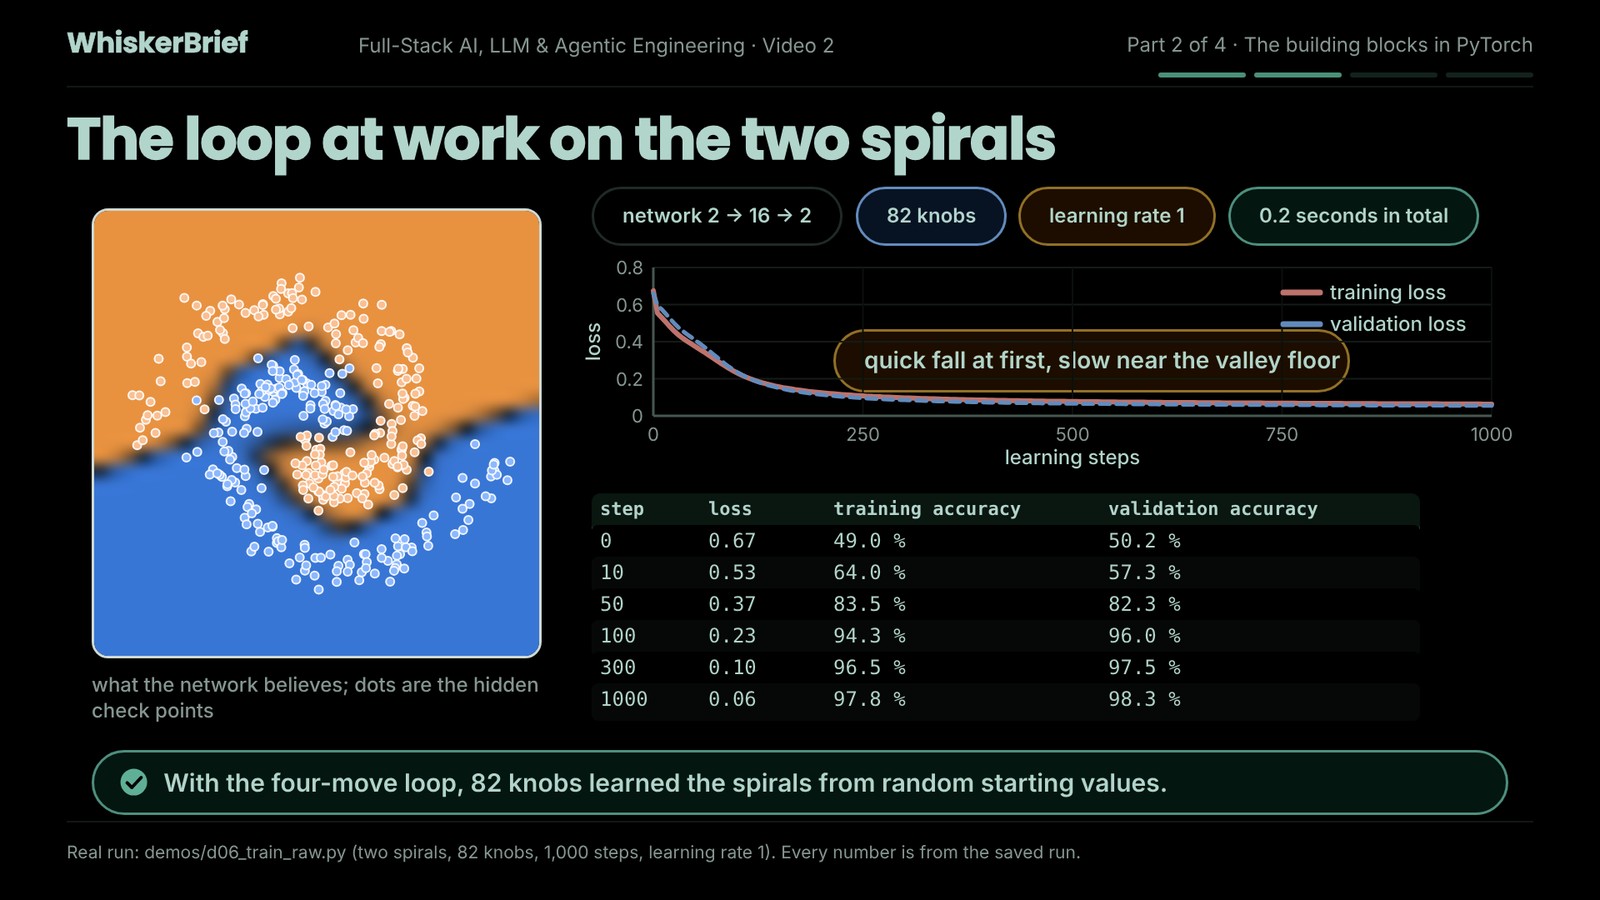 WhiskerBrief
Full-Stack AI, LLM & Agentic Engineering · Video 2
Part 2 of 4 · The building blocks in PyTorch
The loop at work on the two spirals
network 2 → 16 → 2
82 knobs
learning rate 1
0.2 seconds in total
0.8
0.6
0.4
0.2
0
loss
training loss
validation loss
quick fall at first, slow near the valley floor
0 250 500 750 1000
learning steps
step loss training accuracy validation accuracy
0 0.67 49.0 % 50.2 %
10 0.53 64.0 % 57.3 %
50 0.37 83.5 % 82.3 %
100 0.23 94.3 % 96.0 %
300 0.10 96.5 % 97.5 %
1000 0.06 97.8 % 98.3 %
what the network believes; dots are the hidden
check points
With the four-move loop, 82 knobs learned the spirals from random starting values.
Real run: demos/d06_train_raw.py (two spirals, 82 knobs, 1,000 steps, learning rate 1). Every number is from the saved run.